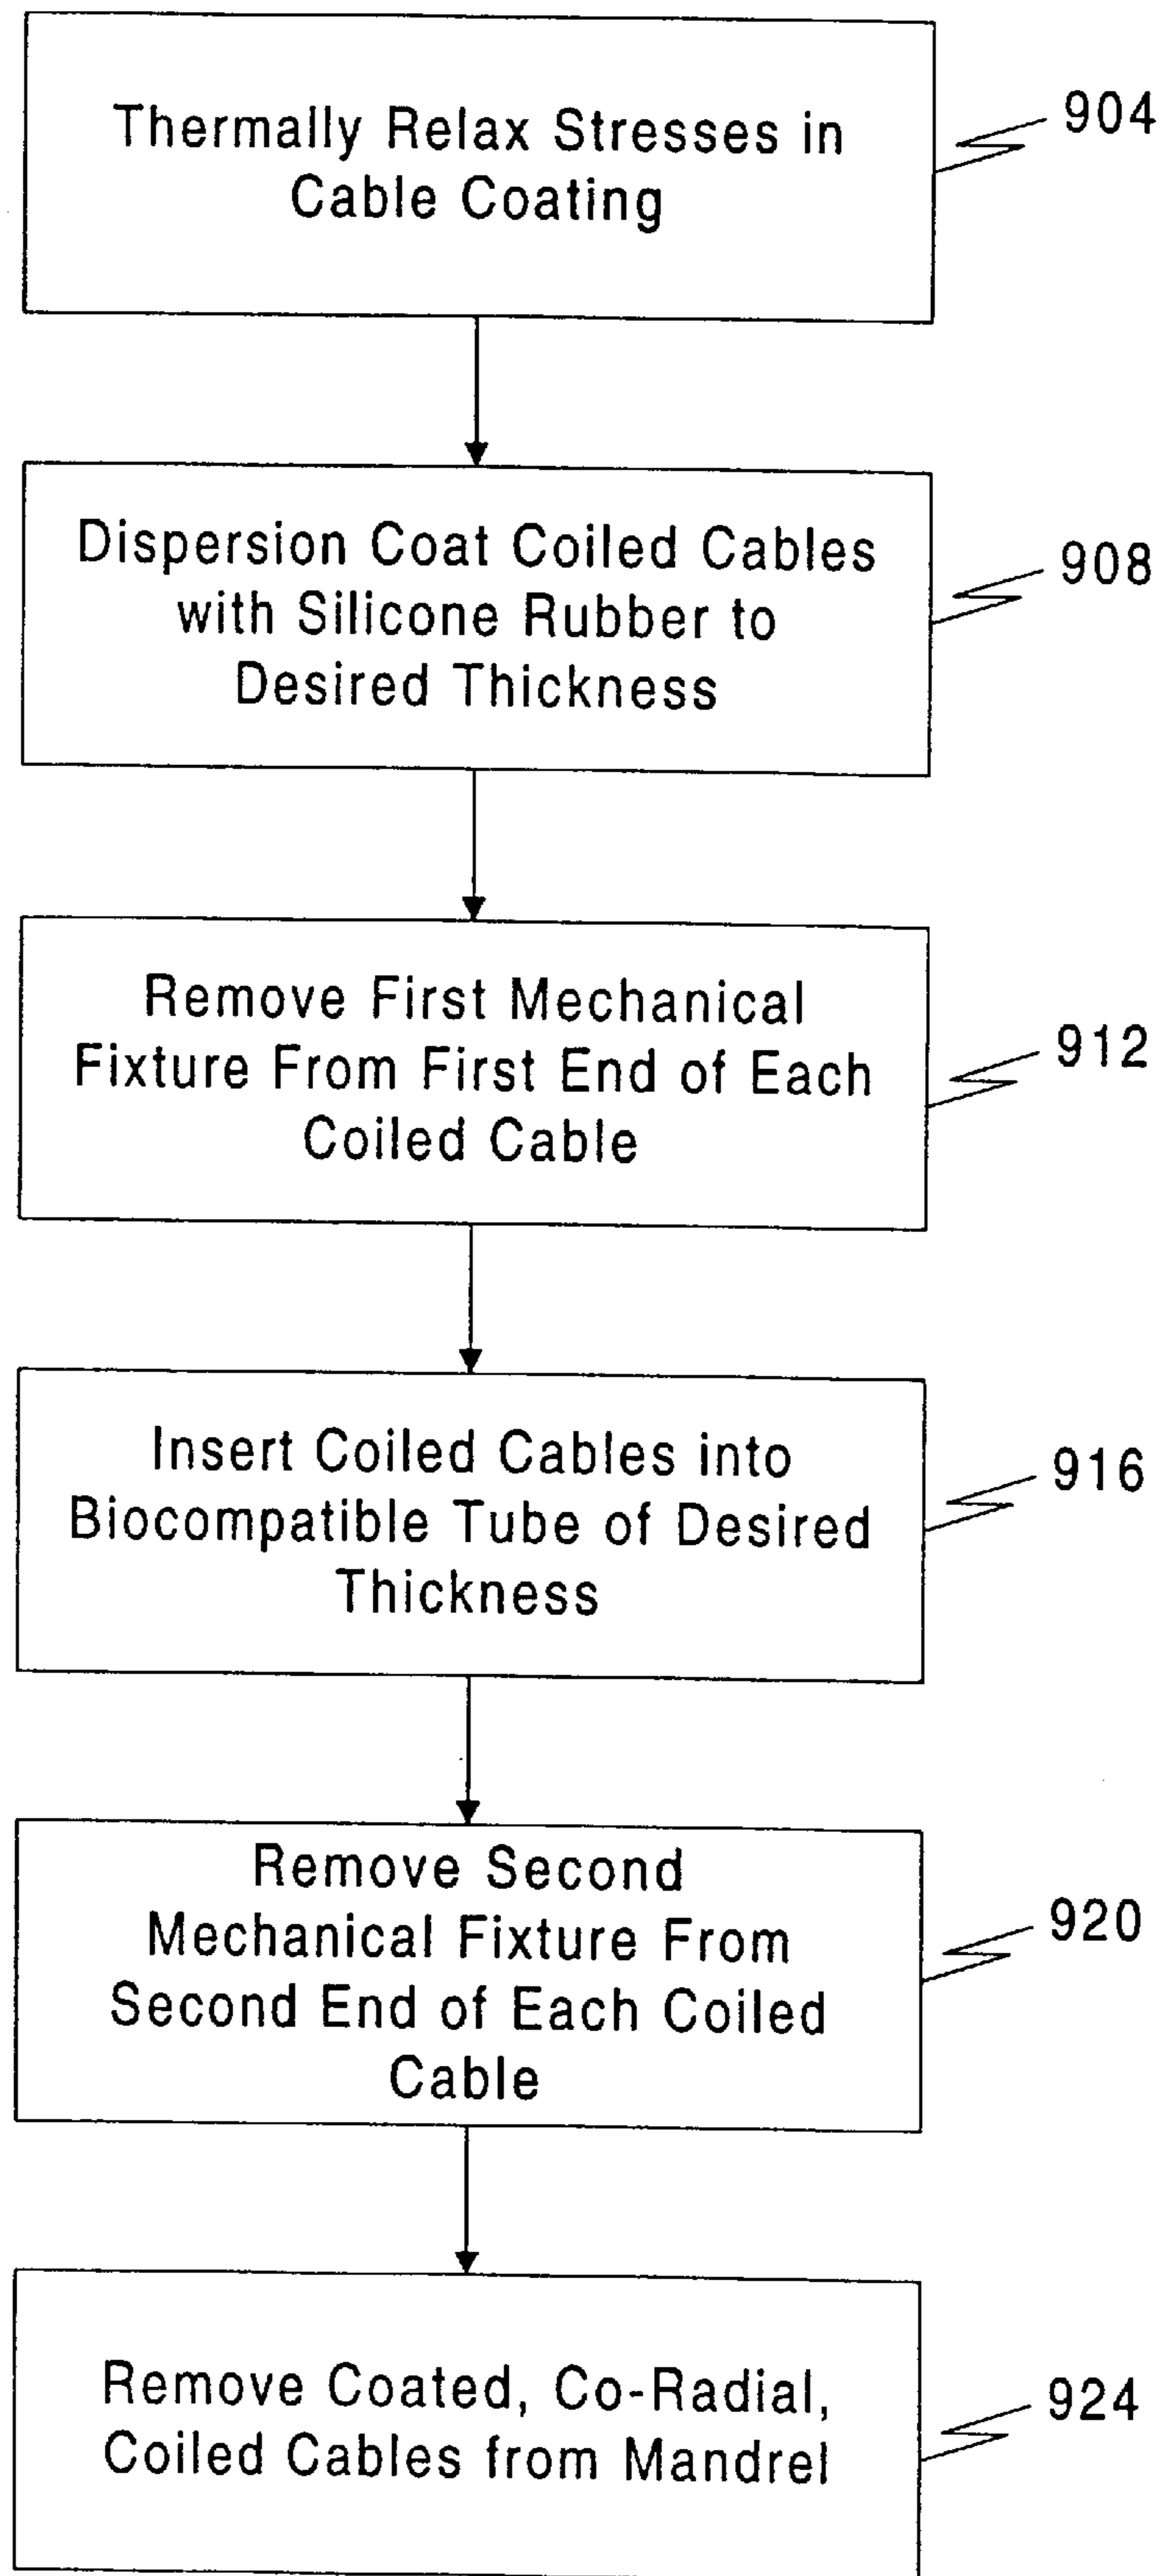 Thermally Relax Stresses in
Cable Coating
904
Dispersion Coat Coiled Cables
with Silicone Rubber to
Desired Thickness
908
Remove First Mechanical
Fixture From First End of Each
Coiled Cable
912
Insert Coiled Cables into
Biocompatible Tube of Desired
Thickness
916
Remove Second
Mechanical Fixture From
Second End of Each Coiled
Cable
920
Remove Coated, Co-Radial,
Coiled Cables from Mandrel
924